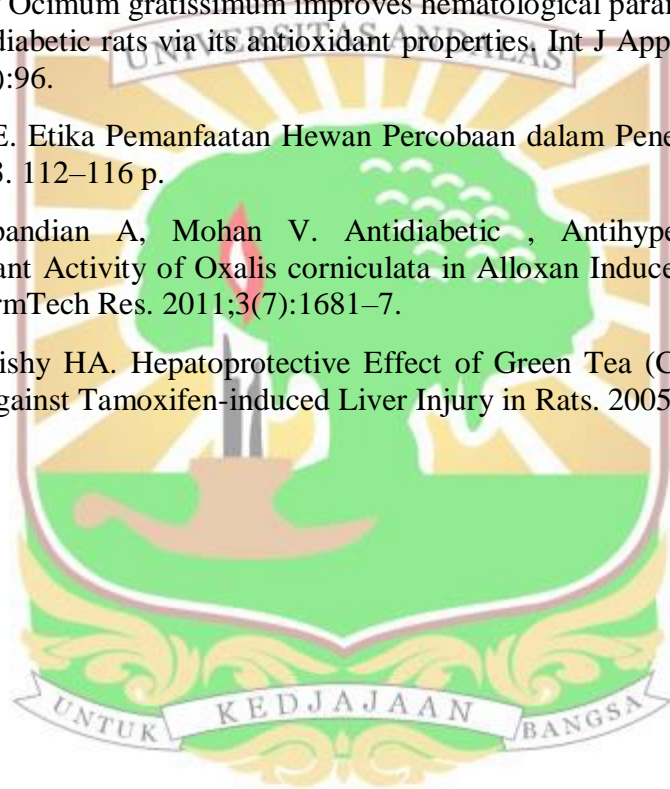 Ocimum gratissimum improves hematological param
diabetic rats via its antioxidant properties. Int J App
):96.
E. Etika Pemanfaatan Hewan Percobaan dalam Pene
3. 112–116 p.
pandian A, Mohan V. Antidiabetic , Antihype
ant Activity of Oxalis corniculata in Alloxan Induce
rmTech Res. 2011;3(7):1681–7.
ishy HA. Hepatoprotective Effect of Green Tea (C
gainst Tamoxifen-induced Liver Injury in Rats. 2005
UNIVERSITAS ANDALAS
UNTUK KEDJAJAAN BANGSA